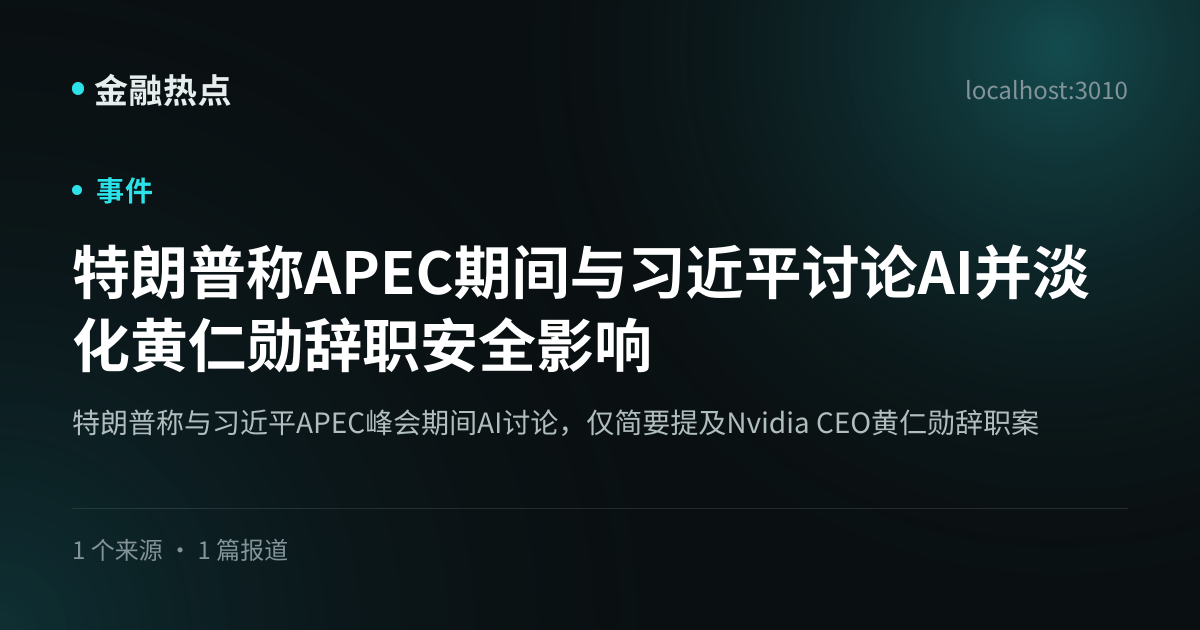 金融热点
localhost:3010
事件
特朗普称APEC期间与习近平讨论AI并淡
化黄仁勋辞职安全影响
特朗普称与习近平APEC峰会期间AI讨论，仅简要提及Nvidia CEO黄仁勋辞职案
1 个来源 · 1 篇报道